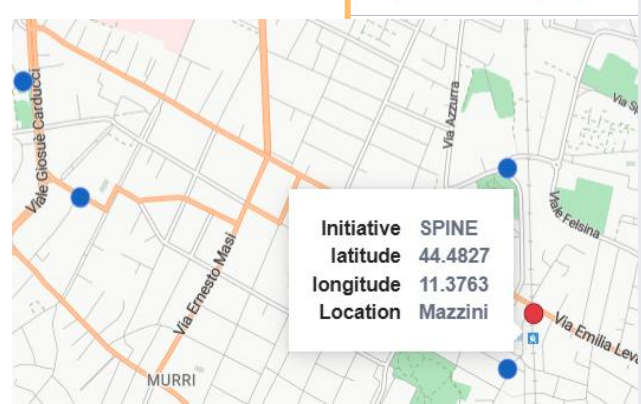 Viale Giosuè Carducci
Via Azzurra
Via Sp
Viale Felsina
Initiative SPINE
latitude 44.4827
longitude 11.3763
Location Mazzini
Via Ernesto Masi
Via Emilia Leva
MURRI